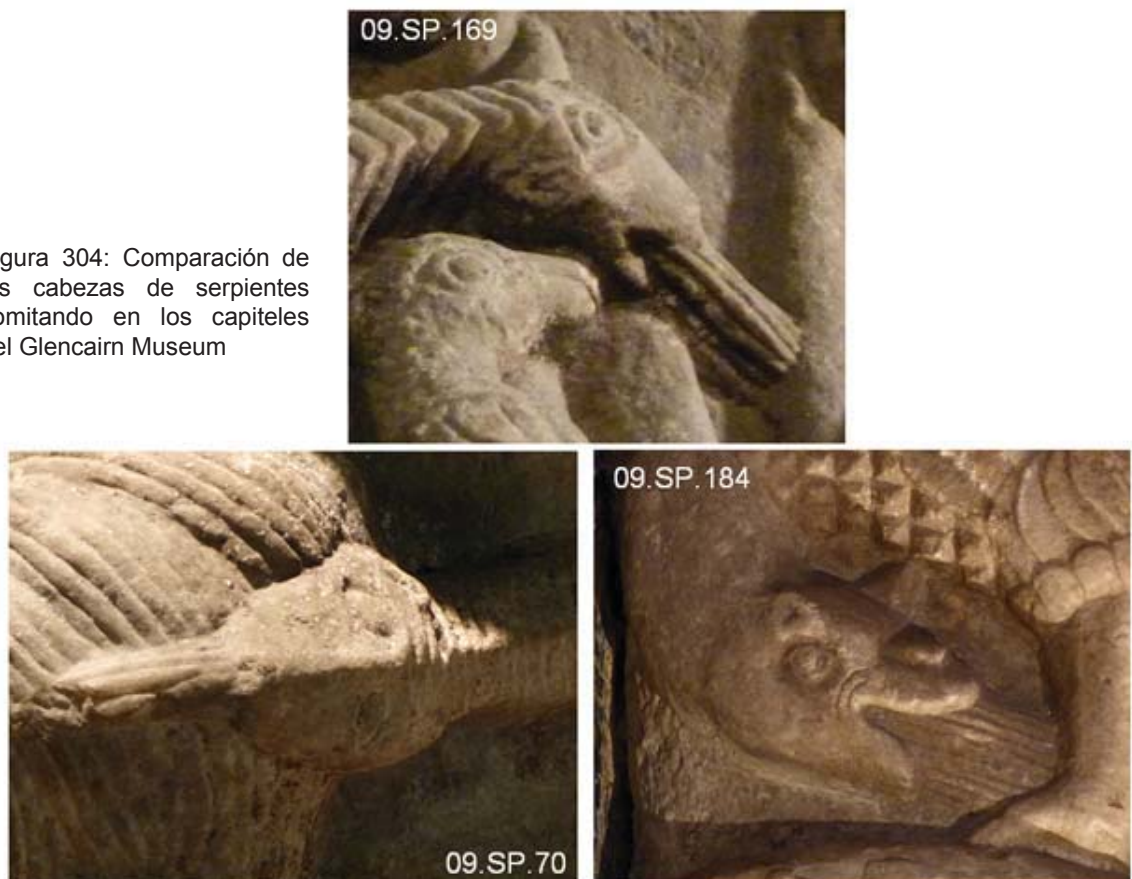 09.SP.169
gura 304: Comparación de
s cabezas de serpientes
omitando en los capiteles
el Glencairn Museum
09.SP.184
09.SP.70